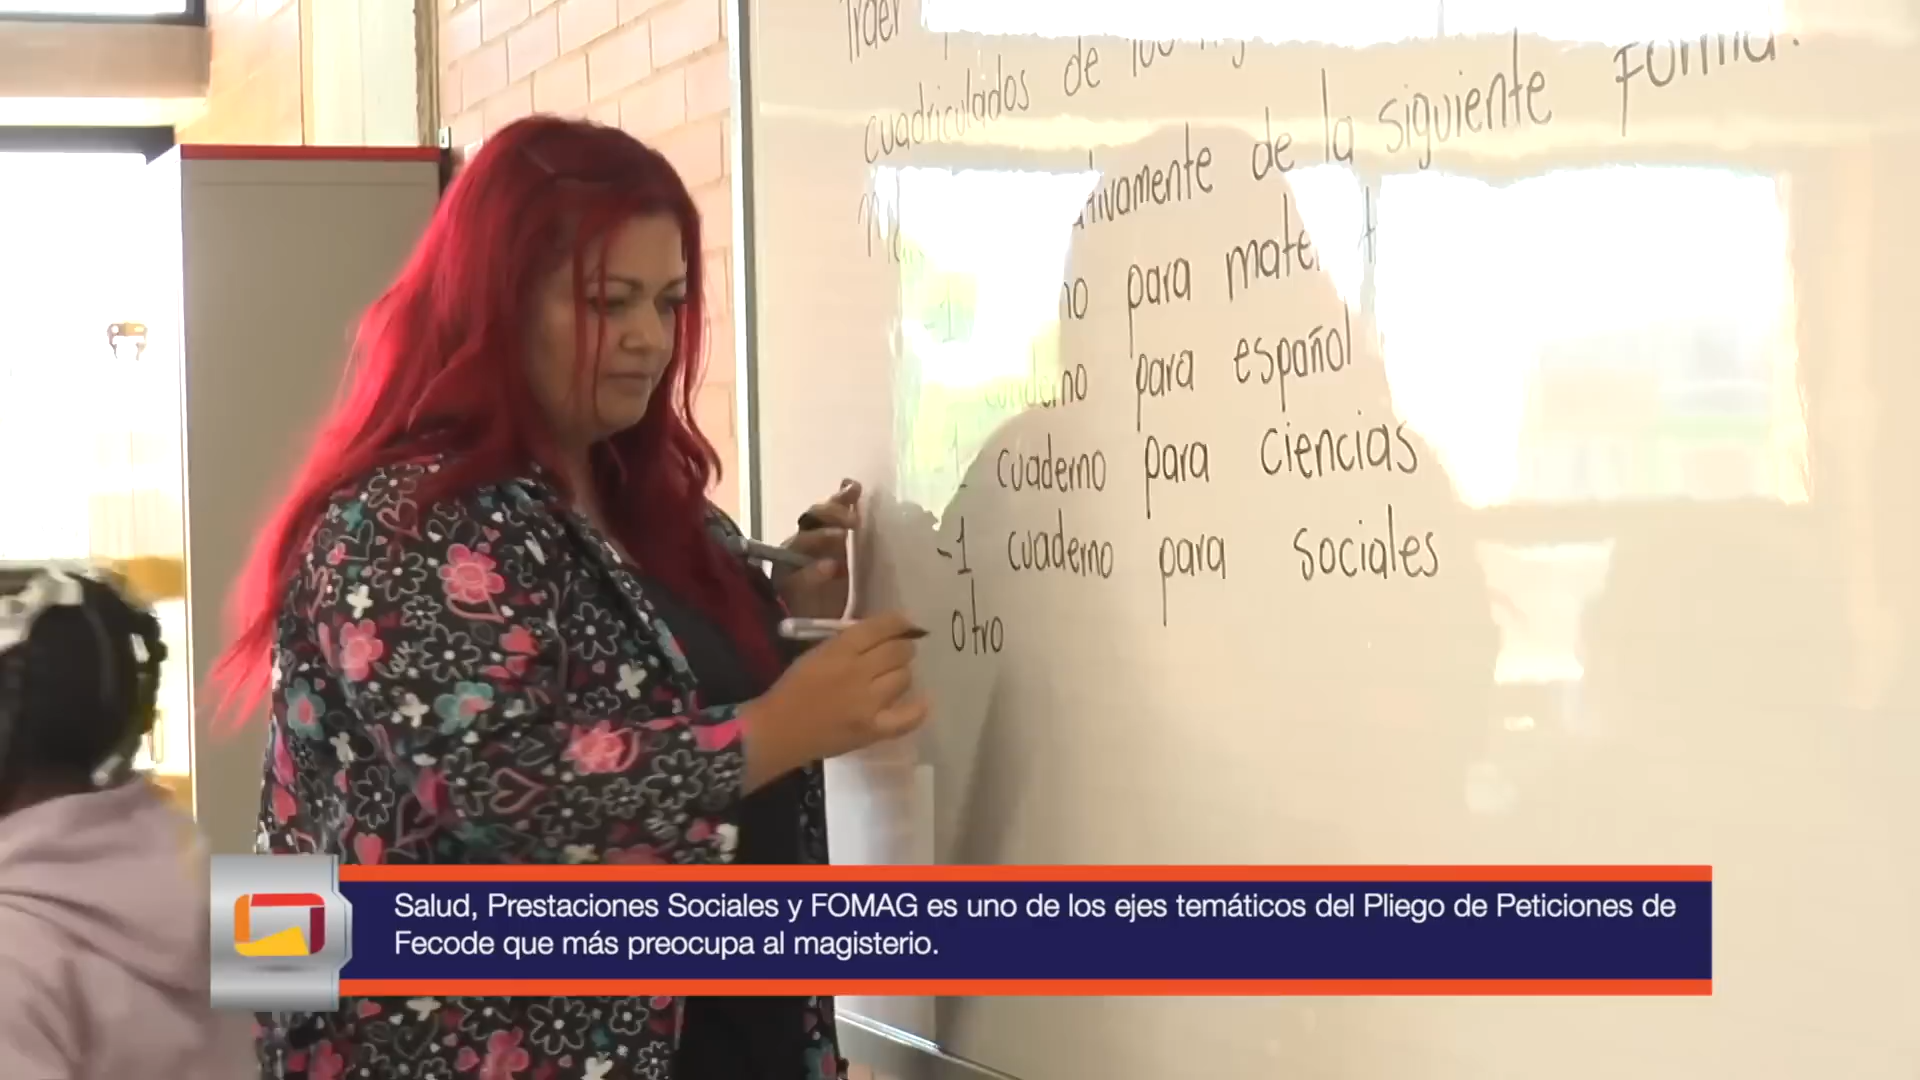 Traer
cuadriculados de 100
de la siguiente Forma:
para mate
para español
1 cuaderno para ciencias
-1 cuaderno para sociales
otro
Salud, Prestaciones Sociales y FOMAG es uno de los ejes temáticos del Pliego de Peticiones de
Fecode que más preocupa al magisterio.